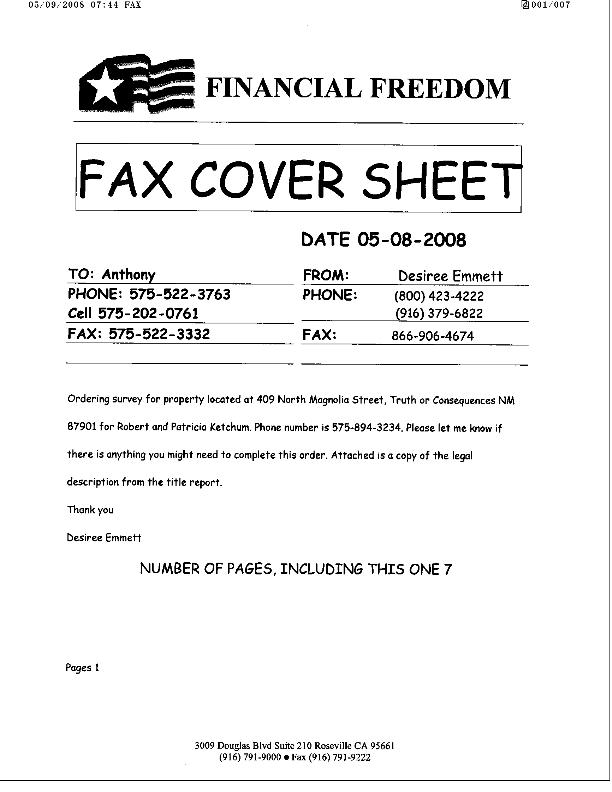 05/09/2008 07:44 FAX 001/007
FINANCIAL FREEDOM
FAX COVER SHEET
DATE 05-08-2008
TO: Anthony FROM: Desiree Emmett
PHONE: 575-522-3763 PHONE: (800) 423-4222
Cell 575-202-0761 (916) 379-6822
FAX: 575-522-3332 FAX: 866-906-4674
Ordering survey for property located at 409 North Magnolia Street, Truth or Consequences NM
87901 for Robert and Patricia Ketchum. Phone number is 575-894-3234. Please let me know if
there is anything you might need to complete this order. Attached is a copy of the legal
description from the title report.
Thank you
Desiree Emmett
NUMBER OF PAGES, INCLUDING THIS ONE 7
Pages 1
3009 Douglas Blvd Suite 210 Roseville CA 95661
(916) 791-9000 ● Fax (916) 791-9222